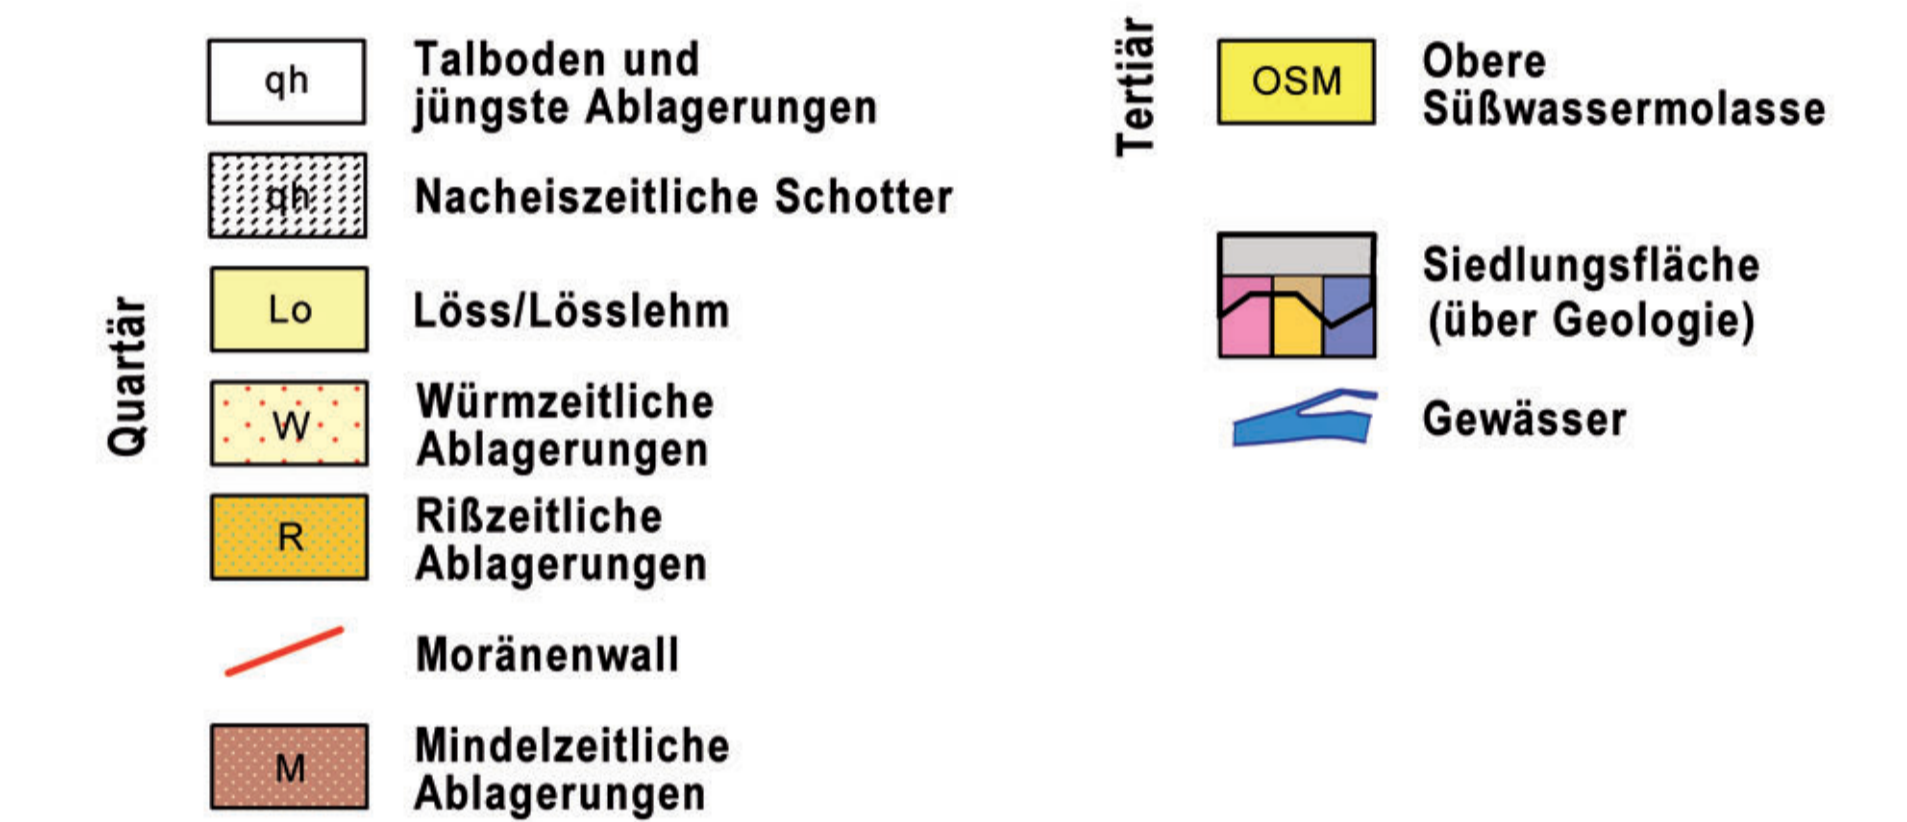 Quartär
qh
Talboden und
jüngste Ablagerungen
qh
Nacheiszeitliche Schotter
Lo
Löss/Lösslehm
W
Würmzeitliche
Ablagerungen
R
Rißzeitliche
Ablagerungen
Moränenwall
M
Mindelzeitliche
Ablagerungen
Tertiär
OSM
Obere
Süßwassermolasse
Siedlungsfläche
(über Geologie)
Gewässer